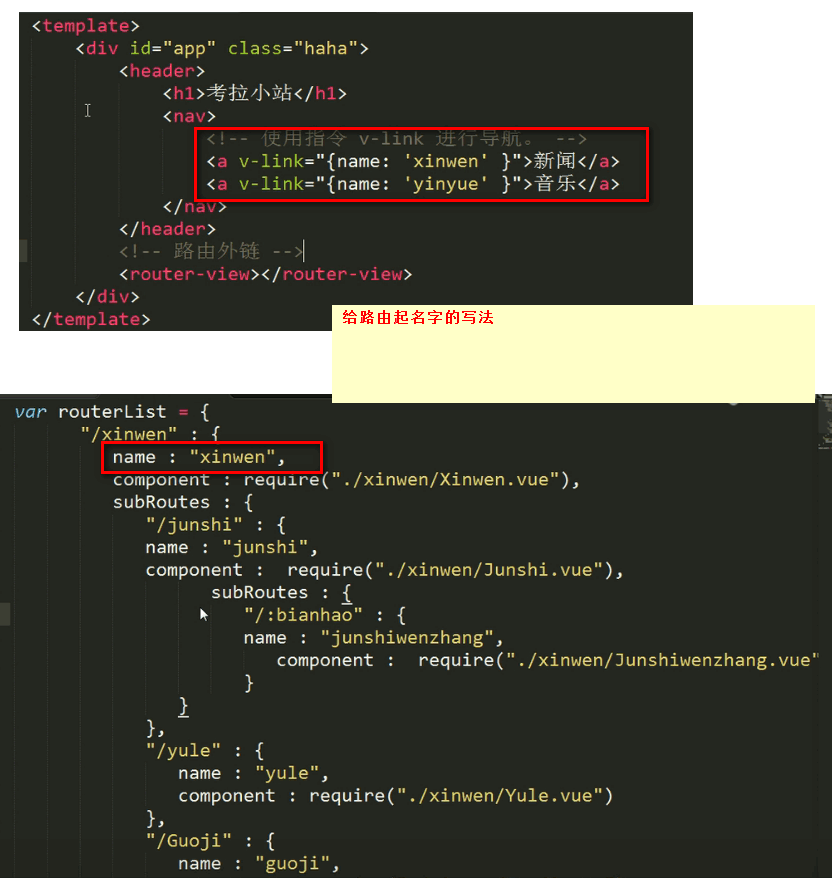 <template>
<div id="app" class="haha">
<header>
<h1>考拉小站</h1>
<nav>
<!-- 使用指令 v-link 进行导航。 -->
<a v-link="{name: 'xinwen' }">新闻</a>
<a v-link="{name: 'yinyue' }">音乐</a>
</nav>
</header>
<!-- 路由外链 -->
<router-view></router-view>
</div>
</template>
给路由起名字的写法
var routerList = {
"/xinwen" : {
name : "xinwen",
component : require("./xinwen/Xinwen.vue"),
subRoutes : {
"/junshi" : {
name : "junshi",
component :  require("./xinwen/Junshi.vue"),
subRoutes : {
"/:bianhao" : {
name : "junshiwenzhang",
component :  require("./xinwen/Junshiwenzhang.vue"
}
}
},
"/yule" : {
name : "yule",
component : require("./xinwen/Yule.vue")
},
"/Guoji" : {
name : "guoji",